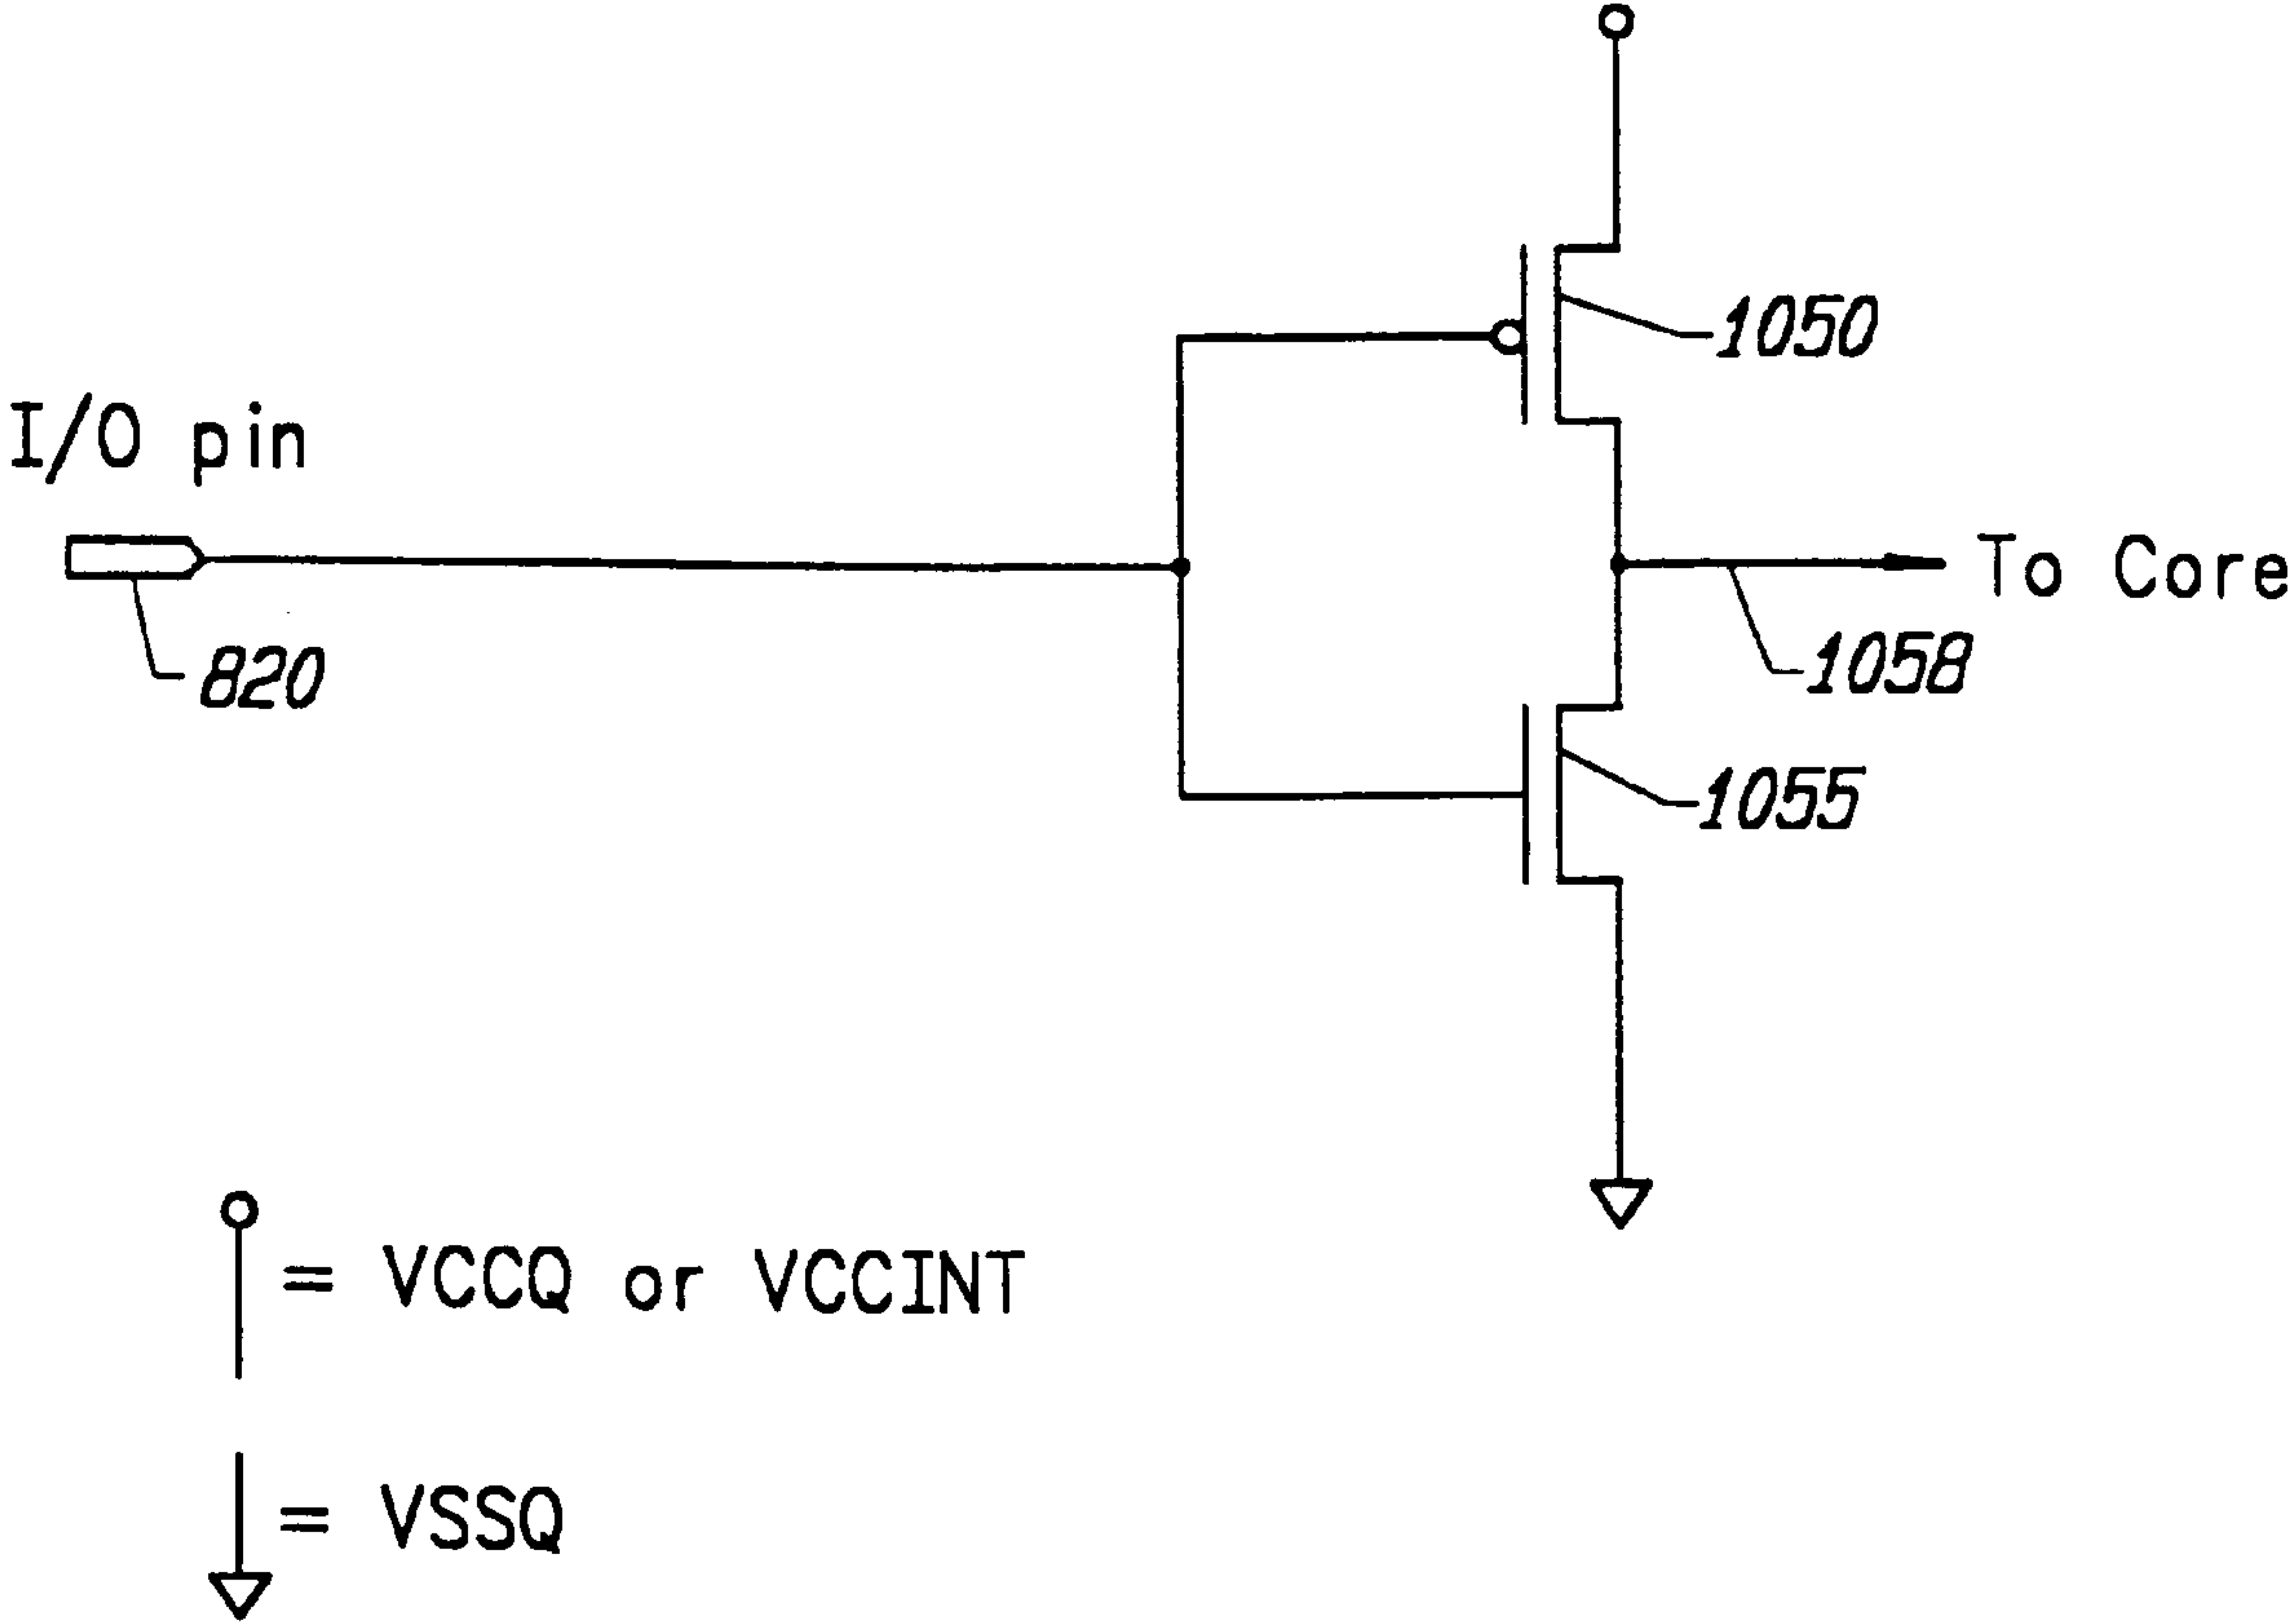 1050
I/O pin
To Core
820
1058
1055
= VCCQ or VCCINT
= VSSQ